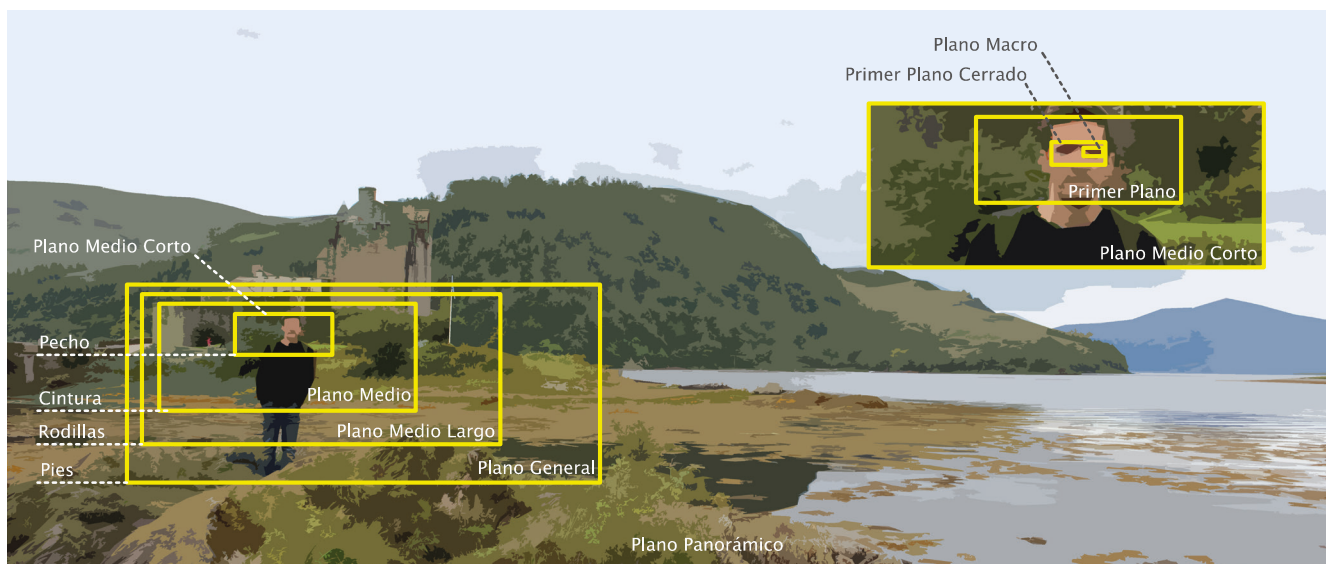 Plano Macro
Primer Plano Cerrado
Primer Plano
Plano Medio Corto
Plano Medio Corto
Pecho
Plano Medio
Cintura
Rodillas
Plano Medio Largo
Pies
Plano General
Plano Panorámico